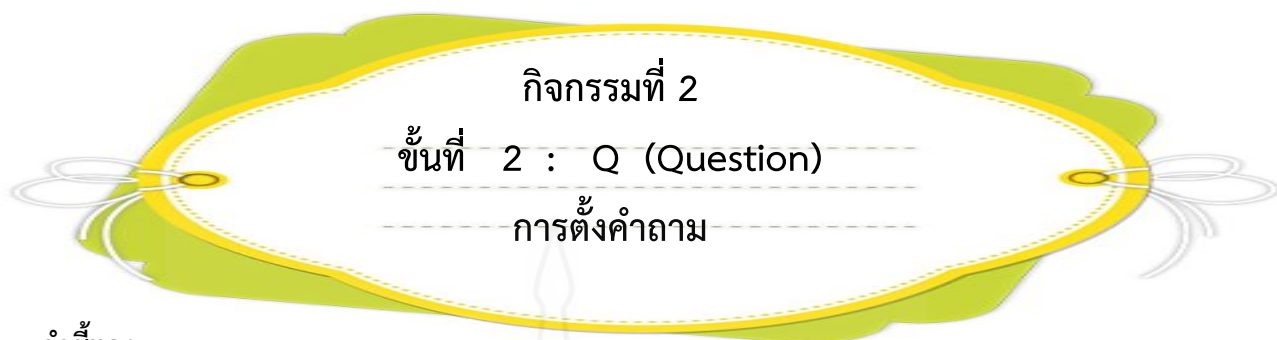 กิจกรรมที่ 2
ขั้นที่ 2 : Q (Question)
การตั้งคำถาม